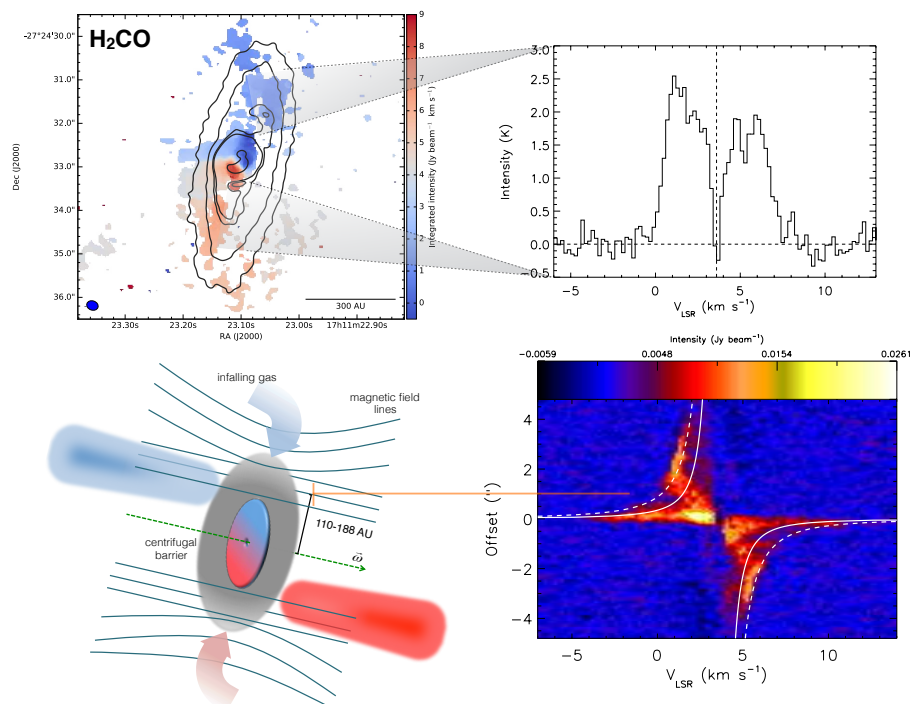 H₂CO
−27°24'30.0"
31.0"
32.0"
33.0"
34.0"
35.0"
36.0"
Dec (J2000)
23.30s
23.20s
23.10s
23.00s
17h11m22.90s
RA (J2000)
300 AU
9
8
7
6
5
4
3
2
1
0
Integrated intensity (Jy beam⁻¹ km s⁻¹)
3.0
2.5
2.0
1.5
1.0
0.5
0.0
−0.5
Intensity (K)
−5
0
5
10
V_LSR (km s⁻¹)
infalling gas
magnetic field
lines
centrifugal
barrier
110-188 AU
ω̄
Intensity (Jy beam⁻¹)
−0.0059
0.0048
0.0154
0.0261
4
2
0
−2
−4
Offset (")
−5
0
5
10
V_LSR (km s⁻¹)